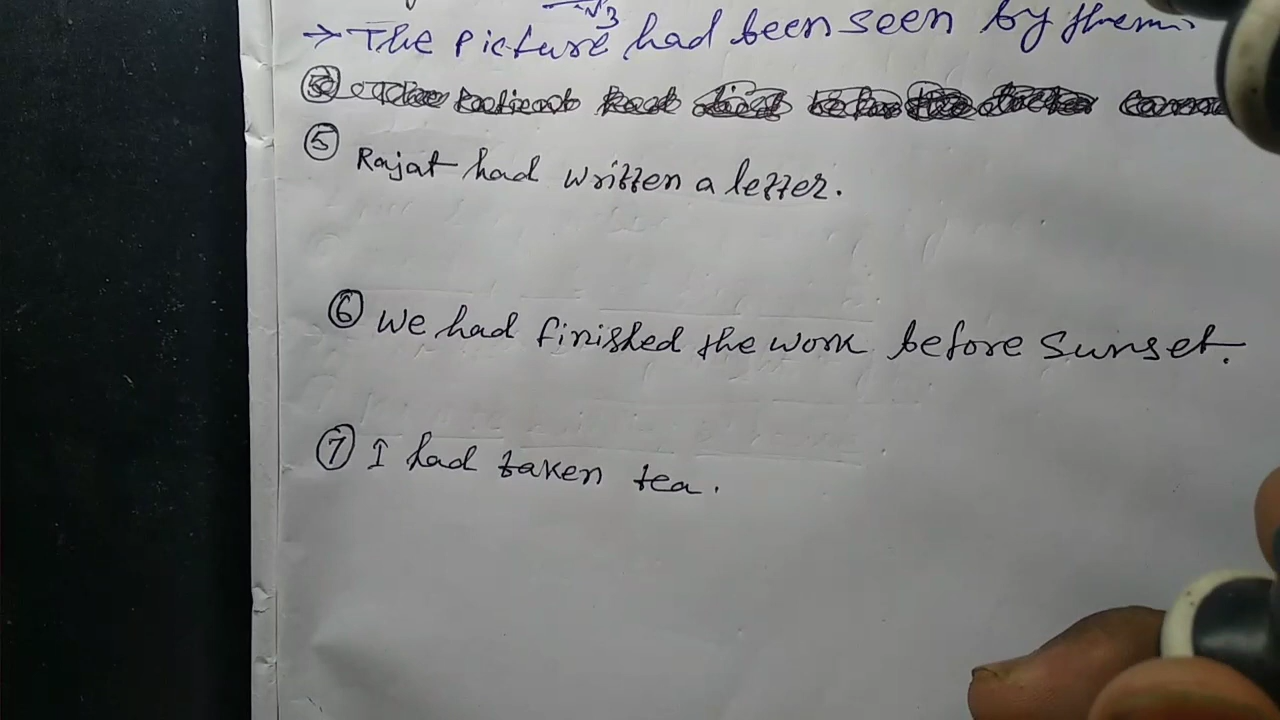 V3
→ The picture had been seen by them.
⑤ Rajat had written a letter.
⑥ We had finished the work before sunset.
⑦ I had taken tea.